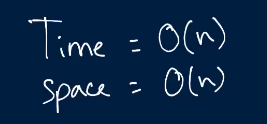 Time = O(n)
space = O(n)